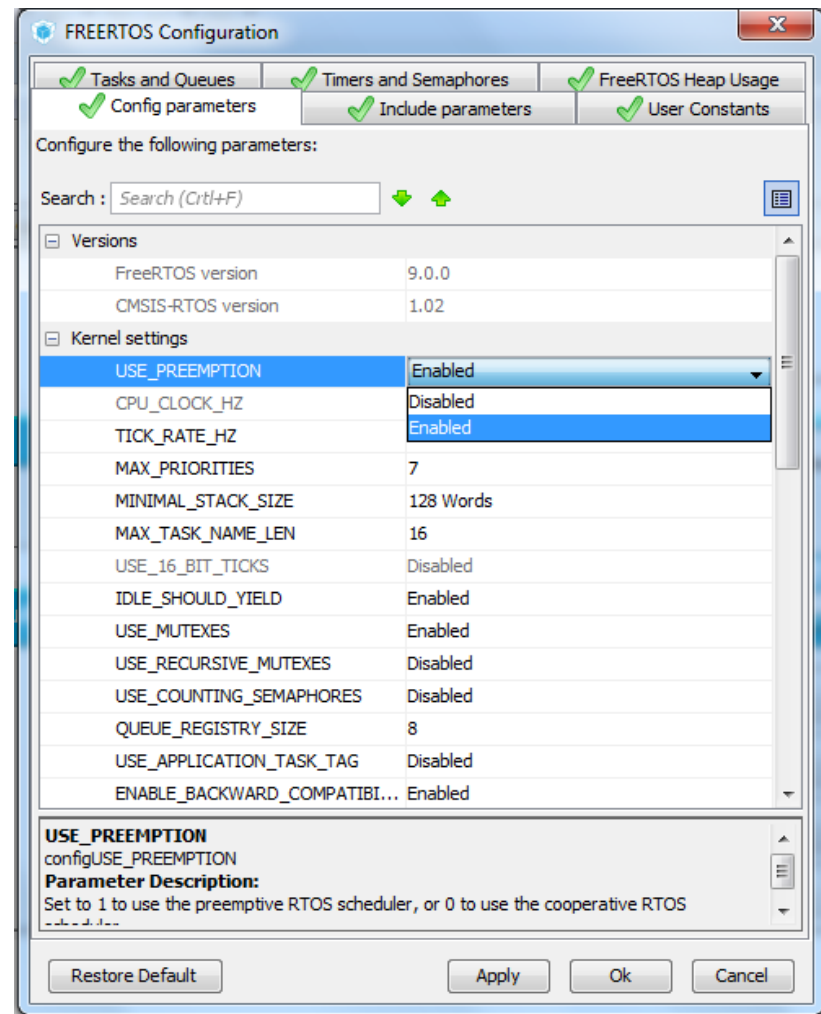 FREERTOS Configuration
Tasks and Queues Timers and Semaphores FreeRTOS Heap Usage
Config parameters Include parameters User Constants
Configure the following parameters:
Search : Search (Crtl+F)
Versions
FreeRTOS version 9.0.0
CMSIS-RTOS version 1.02
Kernel settings
USE_PREEMPTION Enabled
CPU_CLOCK_HZ Disabled
TICK_RATE_HZ Enabled
MAX_PRIORITIES 7
MINIMAL_STACK_SIZE 128 Words
MAX_TASK_NAME_LEN 16
USE_16_BIT_TICKS Disabled
IDLE_SHOULD_YIELD Enabled
USE_MUTEXES Enabled
USE_RECURSIVE_MUTEXES Disabled
USE_COUNTING_SEMAPHORES Disabled
QUEUE_REGISTRY_SIZE 8
USE_APPLICATION_TASK_TAG Disabled
ENABLE_BACKWARD_COMPATIBI... Enabled
USE_PREEMPTION
configUSE_PREEMPTION
Parameter Description:
Set to 1 to use the preemptive RTOS scheduler, or 0 to use the cooperative RTOS
Restore Default Apply Ok Cancel